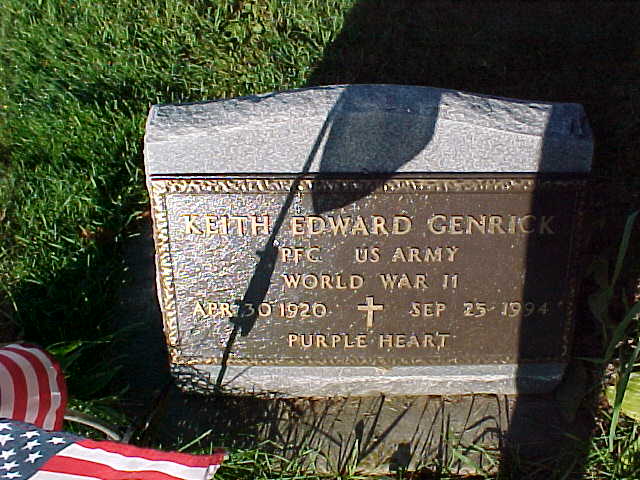 KEITH EDWARD GENRICK
PFC US ARMY
WORLD WAR II
APR 30 1920 SEP 25 1994
PURPLE HEART